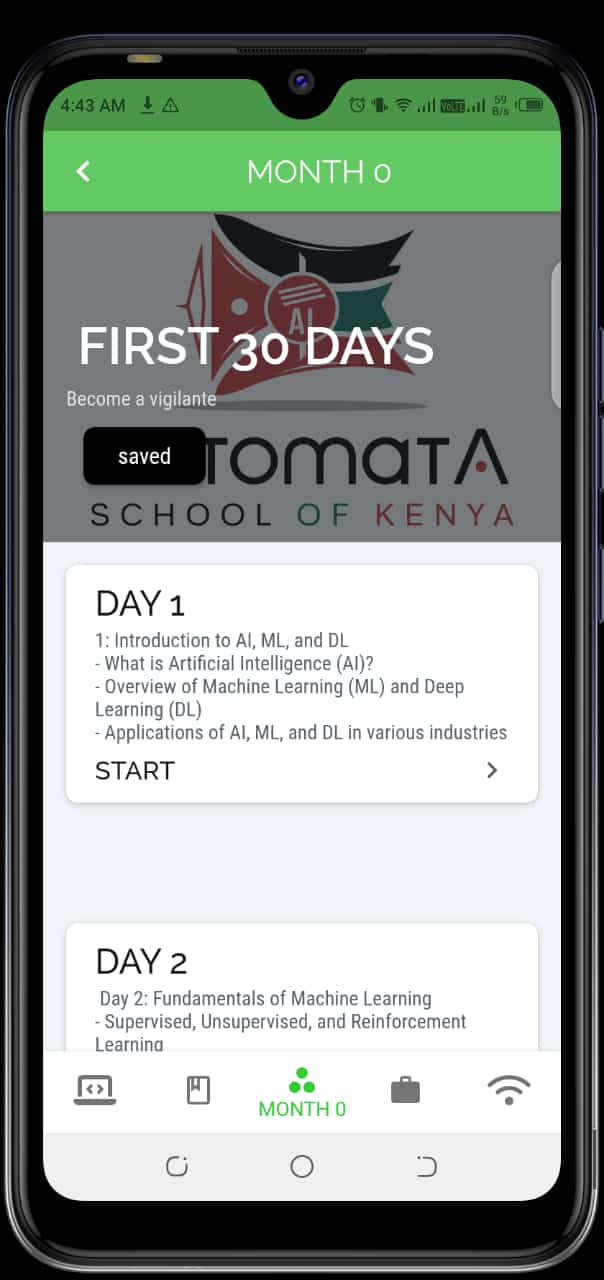 4:43 AM
VoLTE
59
B/s
MONTH 0
AI
FIRST 30 DAYS
Become a vigilante
saved
TOMATA
SCHOOL OF KENYA
DAY 1
1: Introduction to AI, ML, and DL
- What is Artificial Intelligence (AI)?
- Overview of Machine Learning (ML) and Deep
Learning (DL)
- Applications of AI, ML, and DL in various industries
START
DAY 2
Day 2: Fundamentals of Machine Learning
- Supervised, Unsupervised, and Reinforcement
Learning
MONTH 0